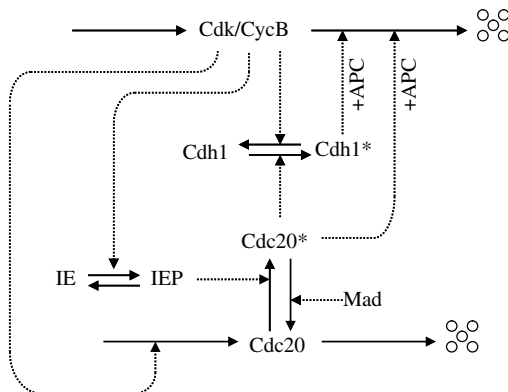 Cdk/CycB
+APC
+APC
Cdh1
Cdh1*
Cdc20*
IE
IEP
Mad
Cdc20